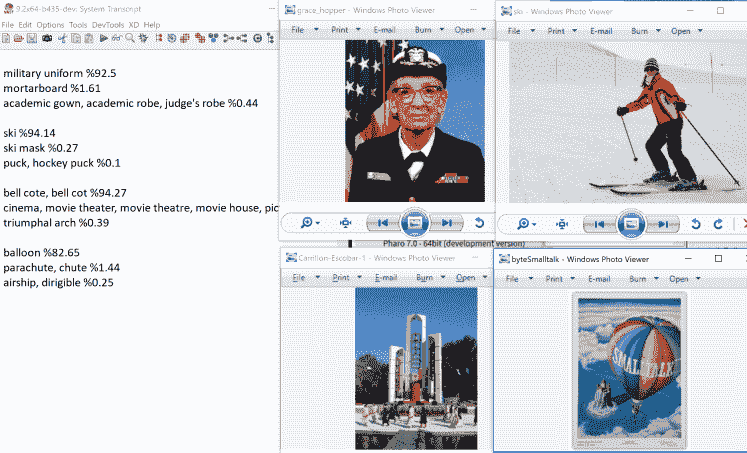 9.2x64-b435-dev: System Transcript
File Edit Options Tools DevTools XD Help
military uniform %92.5
mortarboard %1.61
academic gown, academic robe, judge's robe %0.44
ski %94.14
ski mask %0.27
puck, hockey puck %0.1
bell cote, bell cot %94.27
cinema, movie theater, movie theatre, movie house, pic
triumphal arch %0.39
balloon %82.65
parachute, chute %1.44
airship, dirigible %0.25
grace_hopper - Windows Photo Viewer
File Print E-mail Burn Open
ski - Windows Photo Viewer
File Print E-mail Burn Open
Pharo 7.0 - 64bit (development version)
Carrilion-Escobar-1 - Windows Photo Viewer
File Print E-mail Burn Open
byteSmalltalk - Windows Photo Viewer
File Print E-mail Burn Open
SMALLTALK